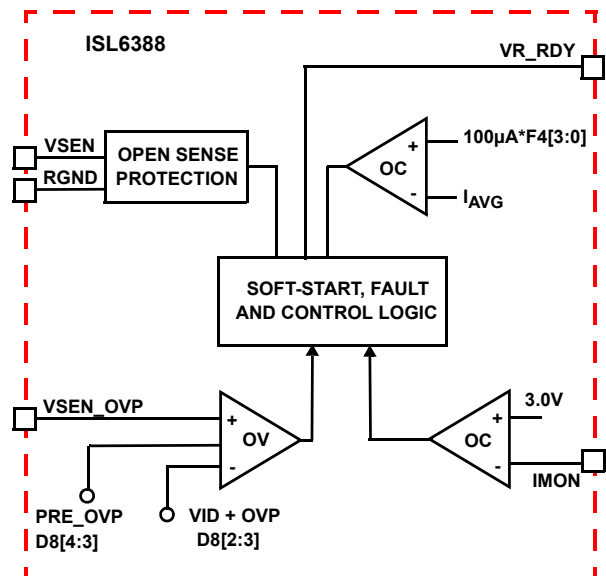 ISL6388
VR_RDY
VSEN
RGND
OPEN SENSE
PROTECTION
+
OC
-
100µA*F4[3:0]
IAVG
SOFT-START, FAULT
AND CONTROL LOGIC
VSEN_OVP
+
OV
-
3.0V
+
OC
-
IMON
PRE_OVP
D8[4:3]
VID + OVP
D8[2:3]